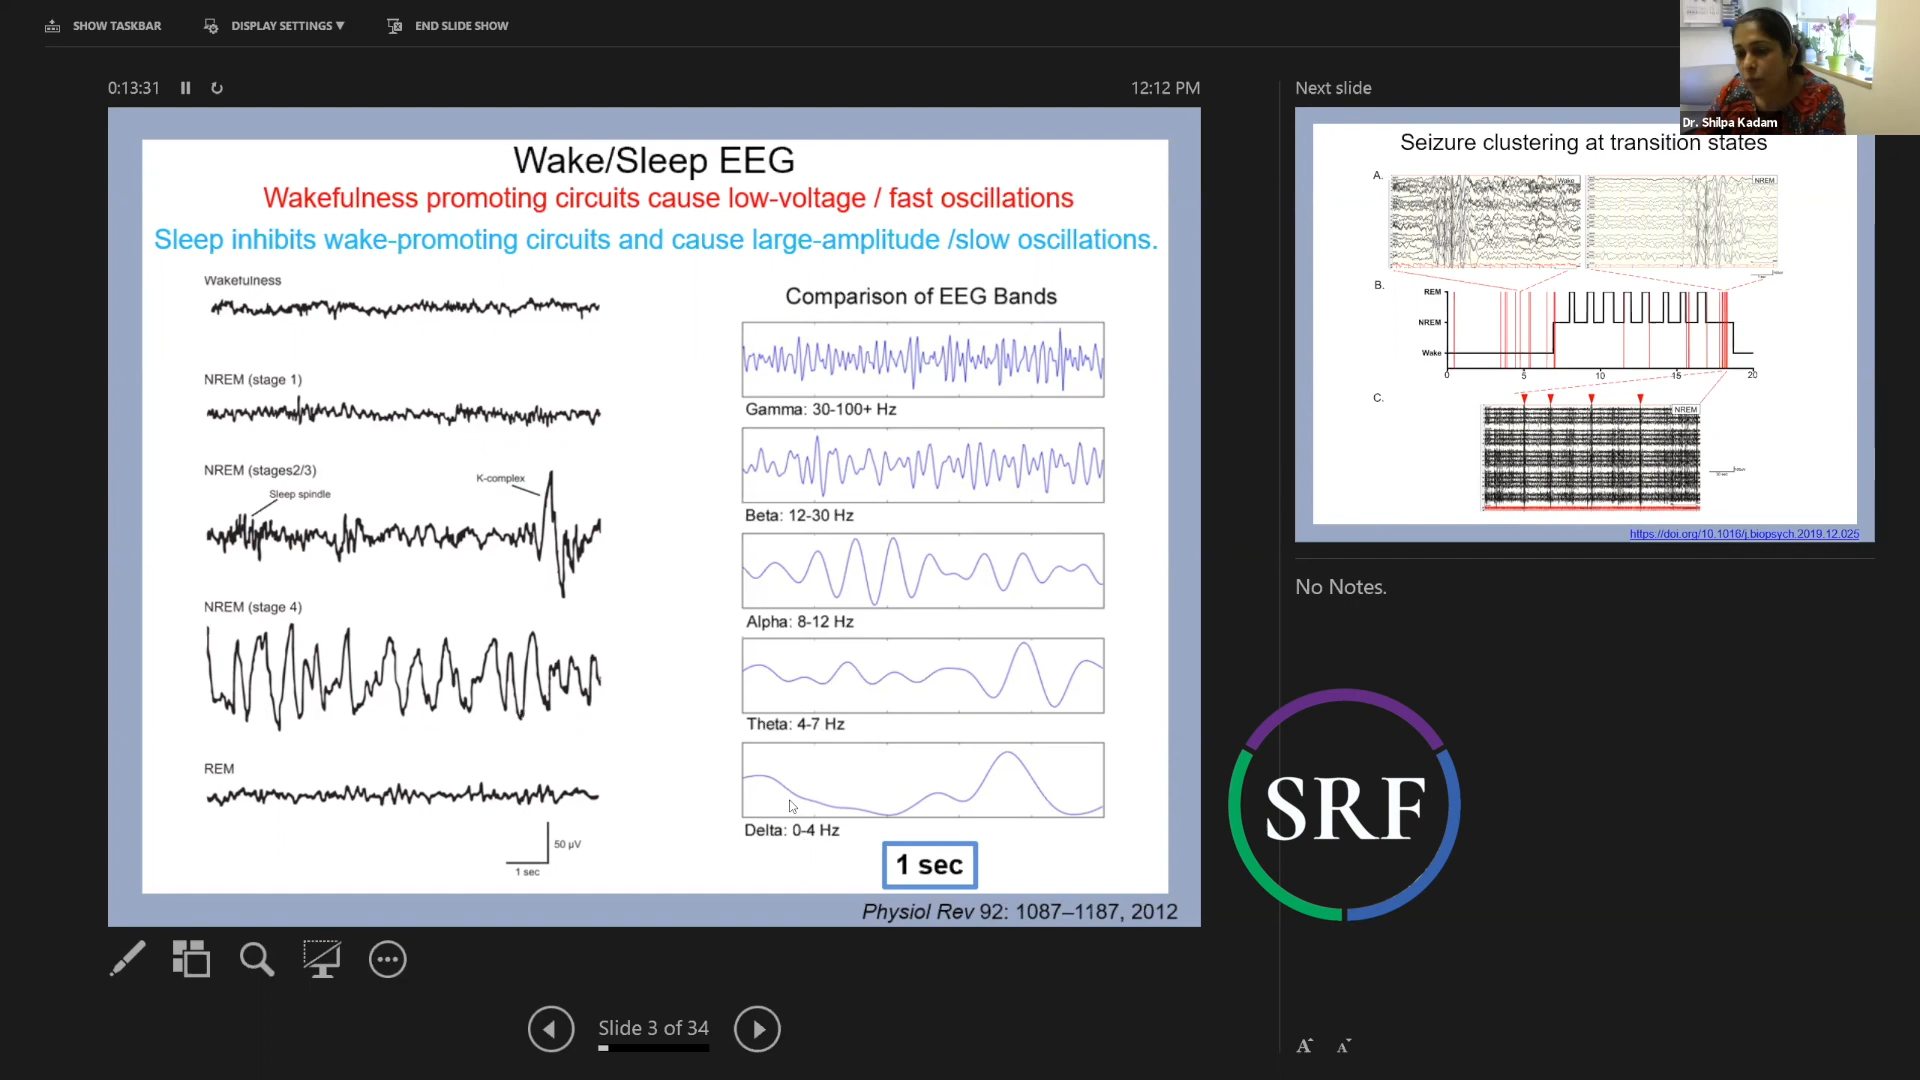 SHOW TASKBAR
DISPLAY SETTINGS ▼
END SLIDE SHOW
0:13:31
12:12 PM
Wake/Sleep EEG
Wakefulness promoting circuits cause low-voltage / fast oscillations
Sleep inhibits wake-promoting circuits and cause large-amplitude /slow oscillations.
Wakefulness
NREM (stage 1)
NREM (stages2/3)
Sleep spindle
K-complex
NREM (stage 4)
REM
50 µV
1 sec
Comparison of EEG Bands
Gamma: 30-100+ Hz
Beta: 12-30 Hz
Alpha: 8-12 Hz
Theta: 4-7 Hz
Delta: 0-4 Hz
1 sec
Physiol Rev 92: 1087–1187, 2012
Slide 3 of 34
Next slide
Dr. Shilpa Kadam
Seizure clustering at transition states
A.
Wake
NREM
B.
REM
NREM
Wake
0 5 10 15 20
C.
NREM
https://doi.org/10.1016/j.biopsych.2019.12.025
No Notes.
SRF
A A